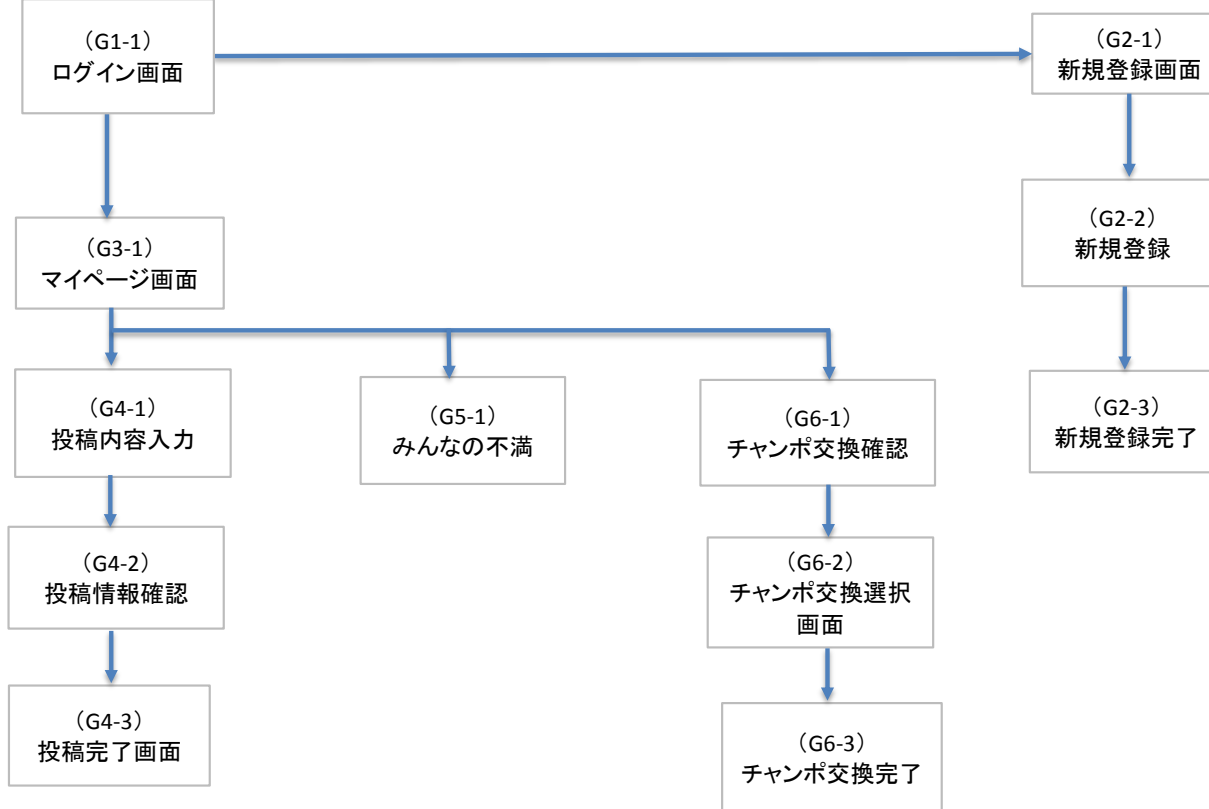 （G1-1）
ログイン画面
（G2-1）
新規登録画面
（G2-2）
新規登録
（G3-1）
マイページ画面
（G4-1）
投稿内容入力
（G5-1）
みんなの不満
（G6-1）
チャンポ交換確認
（G2-3）
新規登録完了
（G4-2）
投稿情報確認
（G6-2）
チャンポ交換選択
画面
（G4-3）
投稿完了画面
（G6-3）
チャンポ交換完了